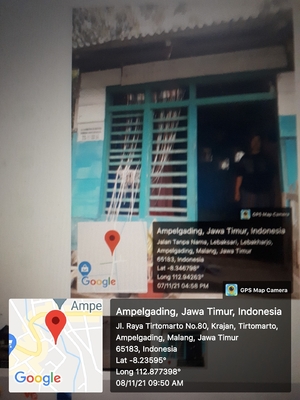 GPS Map Camera
Ampelgading, Jawa Timur, Indonesia
Jalan Tanpa Nama, Lebaksari, Lebakharjo,
Ampelgading, Malang, Jawa Timur
65183, Indonesia
Lat -8.346798°
Long 112.94263°
07/11/21 04:58 PM
Google
GPS Map Camera
Ampe
Google
Ampelgading, Jawa Timur, Indonesia
Jl. Raya Tirtomarto No.80, Krajan, Tirtomarto,
Ampelgading, Malang, Jawa Timur
65183, Indonesia
Lat -8.23595°
Long 112.877398°
08/11/21 09:50 AM